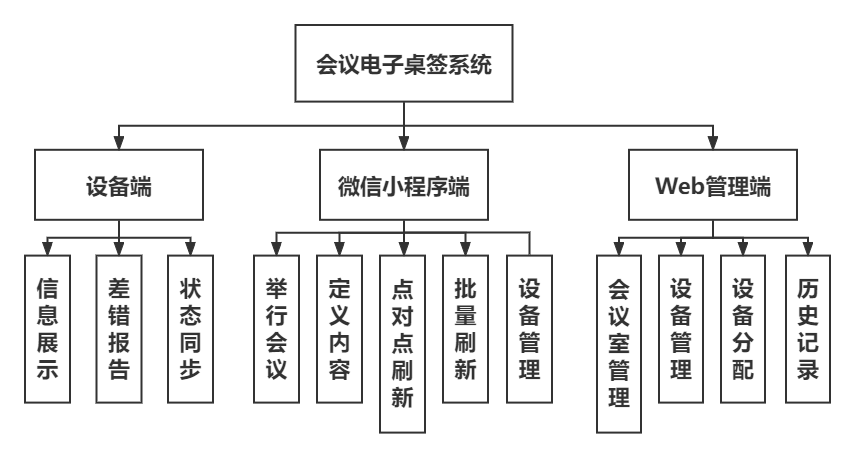 会议电子桌签系统
设备端
微信小程序端
Web管理端
信息展示
差错报告
状态同步
举行会议
定义内容
点对点刷新
批量刷新
设备管理
会议室管理
设备管理
设备分配
历史记录